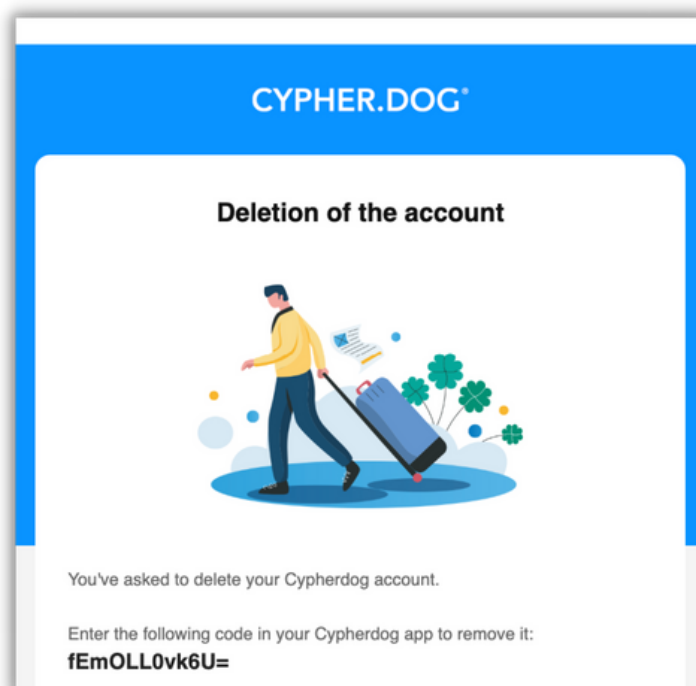 CYPHER.DOG®
Deletion of the account
You've asked to delete your Cypherdog account.
Enter the following code in your Cypherdog app to remove it:
fEmOLL0vk6U=